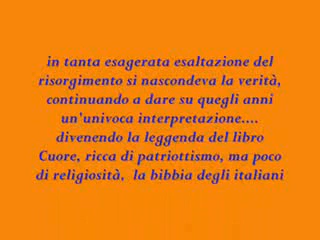 in tanta esagerata esaltazione del
risorgimento si nascondeva la verità,
continuando a dare su quegli anni
un'univoca interpretazione....
divenendo la leggenda del libro
Cuore, ricca di patriottismo, ma poco
di religiosità,  la bibbia degli italiani